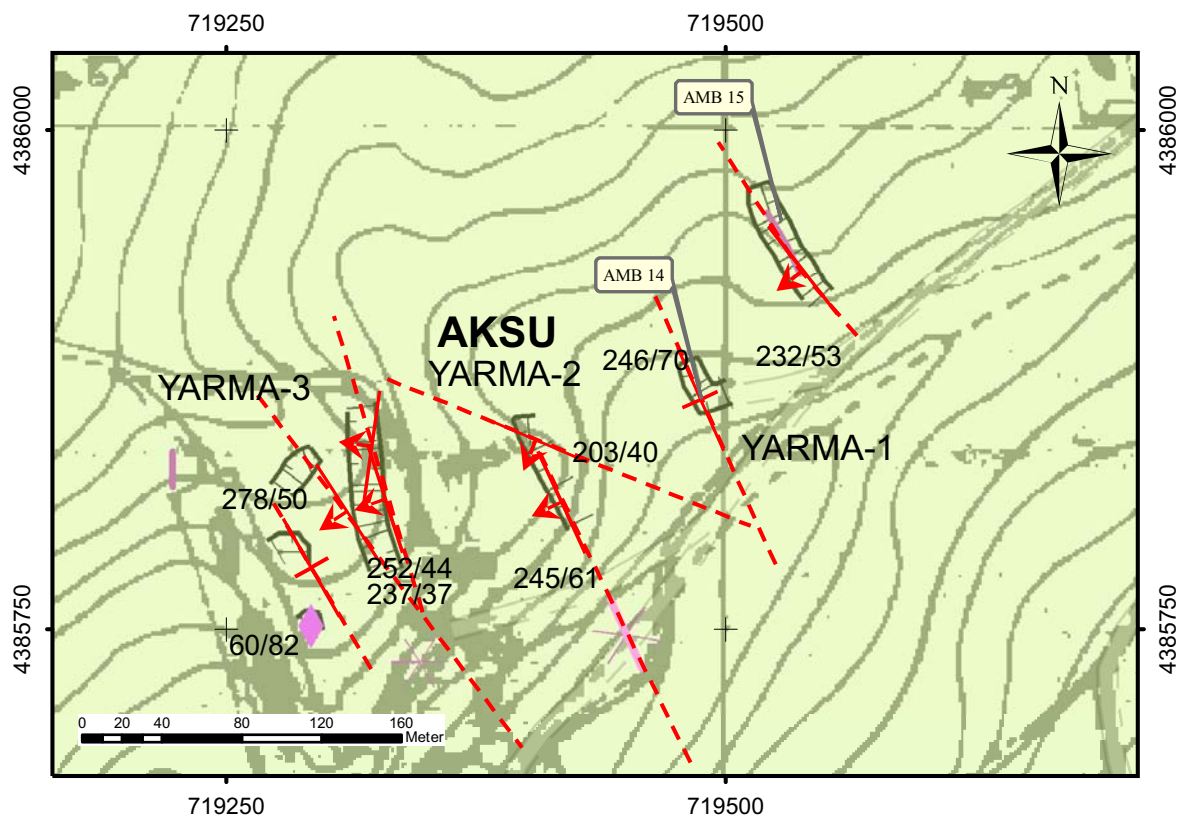 719250 719500
4386000 4386000
AMB 15
N
AMB 14
AKSU
YARMA-2
246/70 232/53
YARMA-3
YARMA-1
203/40
278/50
252/44
237/37
245/61
60/82
4385750 4385750
0 20 40 80 120 160
Meter
719250 719500